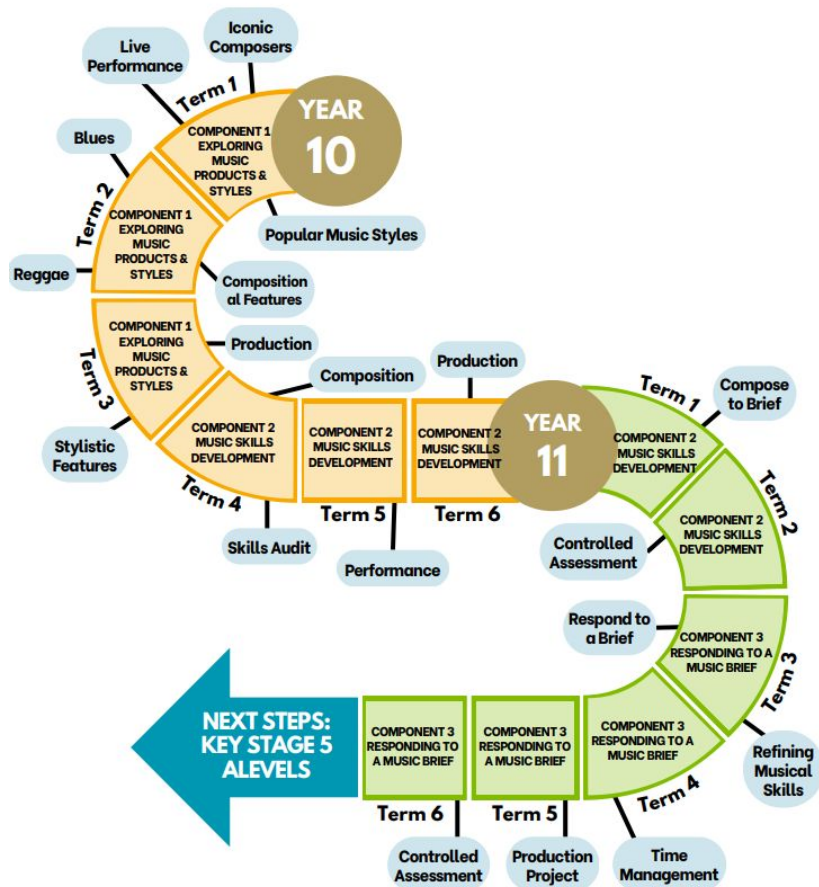 Iconic
Composers
Live
Performance
Term 1
YEAR
10
COMPONENT 1
EXPLORING
MUSIC
PRODUCTS &
STYLES
Popular Music Styles
Blues
Term 2
COMPONENT 1
EXPLORING
MUSIC
PRODUCTS &
STYLES
Reggae
Composition
al Features
COMPONENT 1
EXPLORING
MUSIC
PRODUCTS &
STYLES
Production
Term 3
Stylistic
Features
Composition
COMPONENT 2
MUSIC SKILLS
DEVELOPMENT
Term 4
Skills Audit
COMPONENT 2
MUSIC SKILLS
DEVELOPMENT
Term 5
Performance
Production
COMPONENT 2
MUSIC SKILLS
DEVELOPMENT
Term 6
YEAR
11
Term 1
Compose
to Brief
COMPONENT 2
MUSIC SKILLS
DEVELOPMENT
Term 2
COMPONENT 2
MUSIC SKILLS
DEVELOPMENT
Controlled
Assessment
Respond to
a Brief
COMPONENT 3
RESPONDING TO A
MUSIC BRIEF
Term 3
Refining
Musical
Skills
COMPONENT 3
RESPONDING TO A
MUSIC BRIEF
Term 4
Time
Management
COMPONENT 3
RESPONDING TO
A MUSIC BRIEF
Term 5
Production
Project
COMPONENT 3
RESPONDING TO
A MUSIC BRIEF
Term 6
Controlled
Assessment
NEXT STEPS:
KEY STAGE 5
ALEVELS